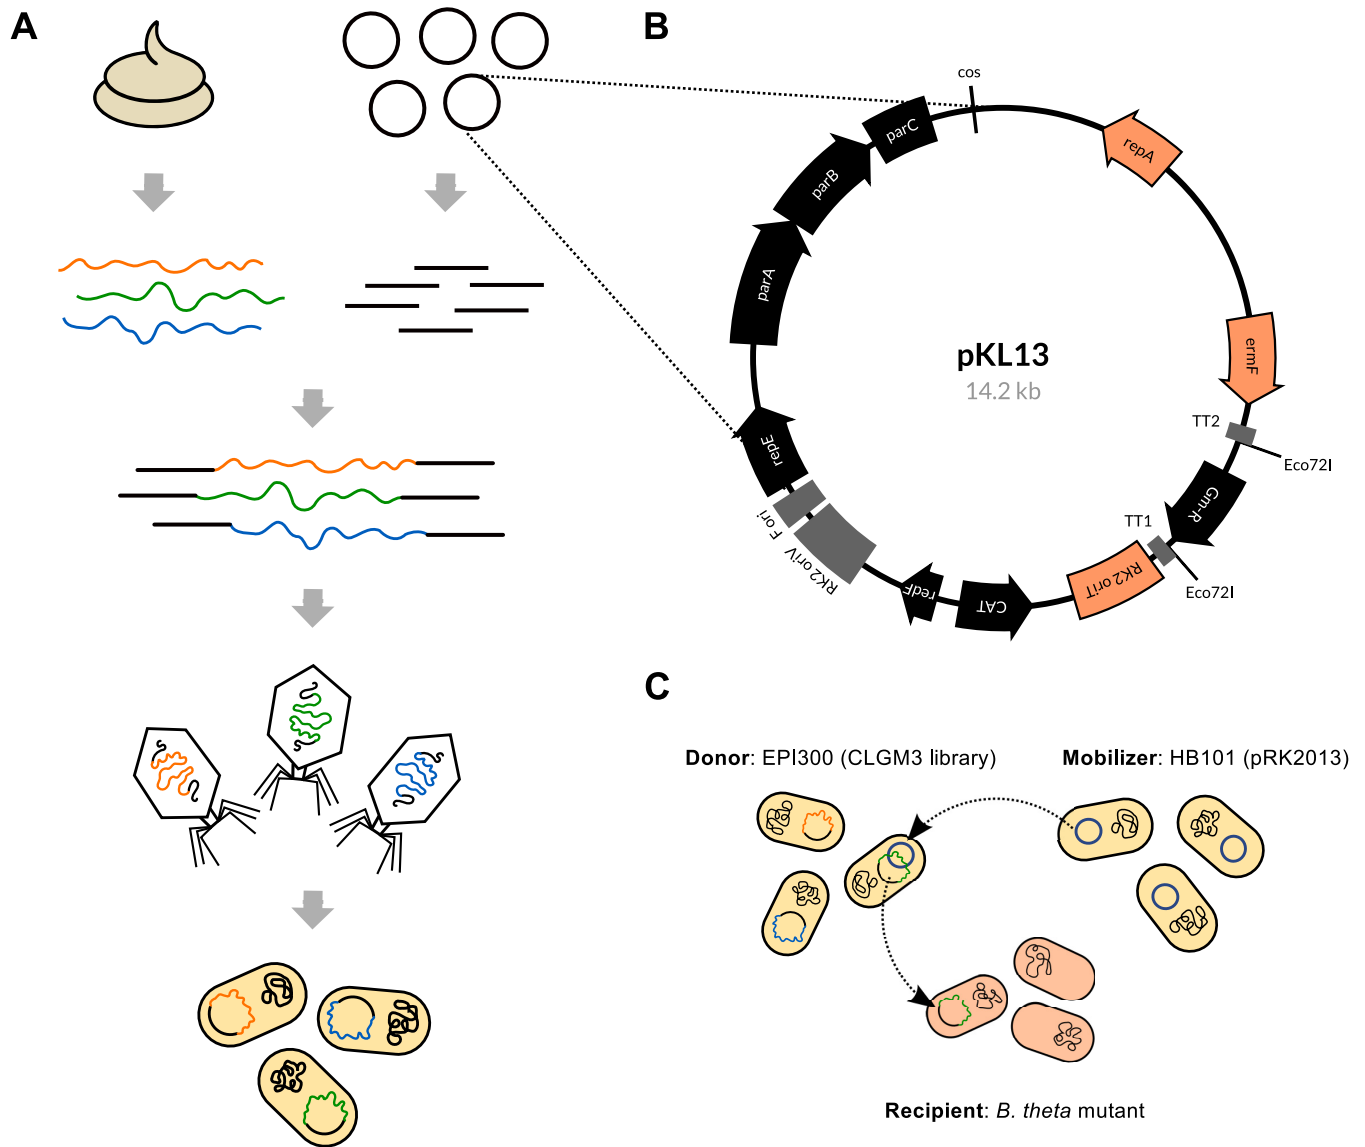 A
B
cos
parC
repA
parB
parA
ermF
pKL13
14.2 kb
TT2
Eco72I
repE
Gm-R
F ori
TT1
RK2 oriV
RK2 oriT
Eco72I
redF
CAT
C
Donor: EPI300 (CLGM3 library)
Mobilizer: HB101 (pRK2013)
Recipient: B. theta mutant